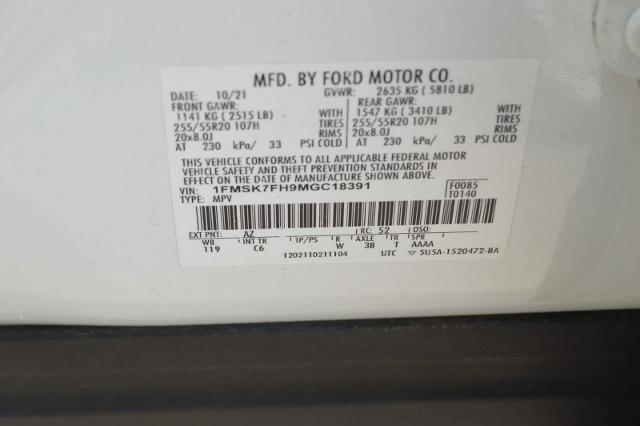 MFD. BY FORD MOTOR CO.
DATE: 10/21 GVWR: 2635 KG ( 5810 LB)
FRONT GAWR: REAR GAWR:
1141 KG ( 2515 LB) WITH 1547 KG ( 3410 LB) WITH
255/55R20 107H TIRES 255/55R20 107H TIRES
20x8.0J RIMS 20x8.0J RIMS
AT 230 kPa/ 33 PSI COLD AT 230 kPa/ 33 PSI COLD
THIS VEHICLE CONFORMS TO ALL APPLICABLE FEDERAL MOTOR
VEHICLE SAFETY AND THEFT PREVENTION STANDARDS IN
EFFECT ON THE DATE OF MANUFACTURE SHOWN ABOVE.
VIN: 1FMSK7FH9MGC18391 F0085
TYPE: MPV T0140
EXT PNT: AZ RC: 52 DSO:
WB INT TR TP/PS R AXLE TR SPR
119 C6 W 3B T AAAA
1202110211104 UTC ▽ 5U5A-1520472-BA